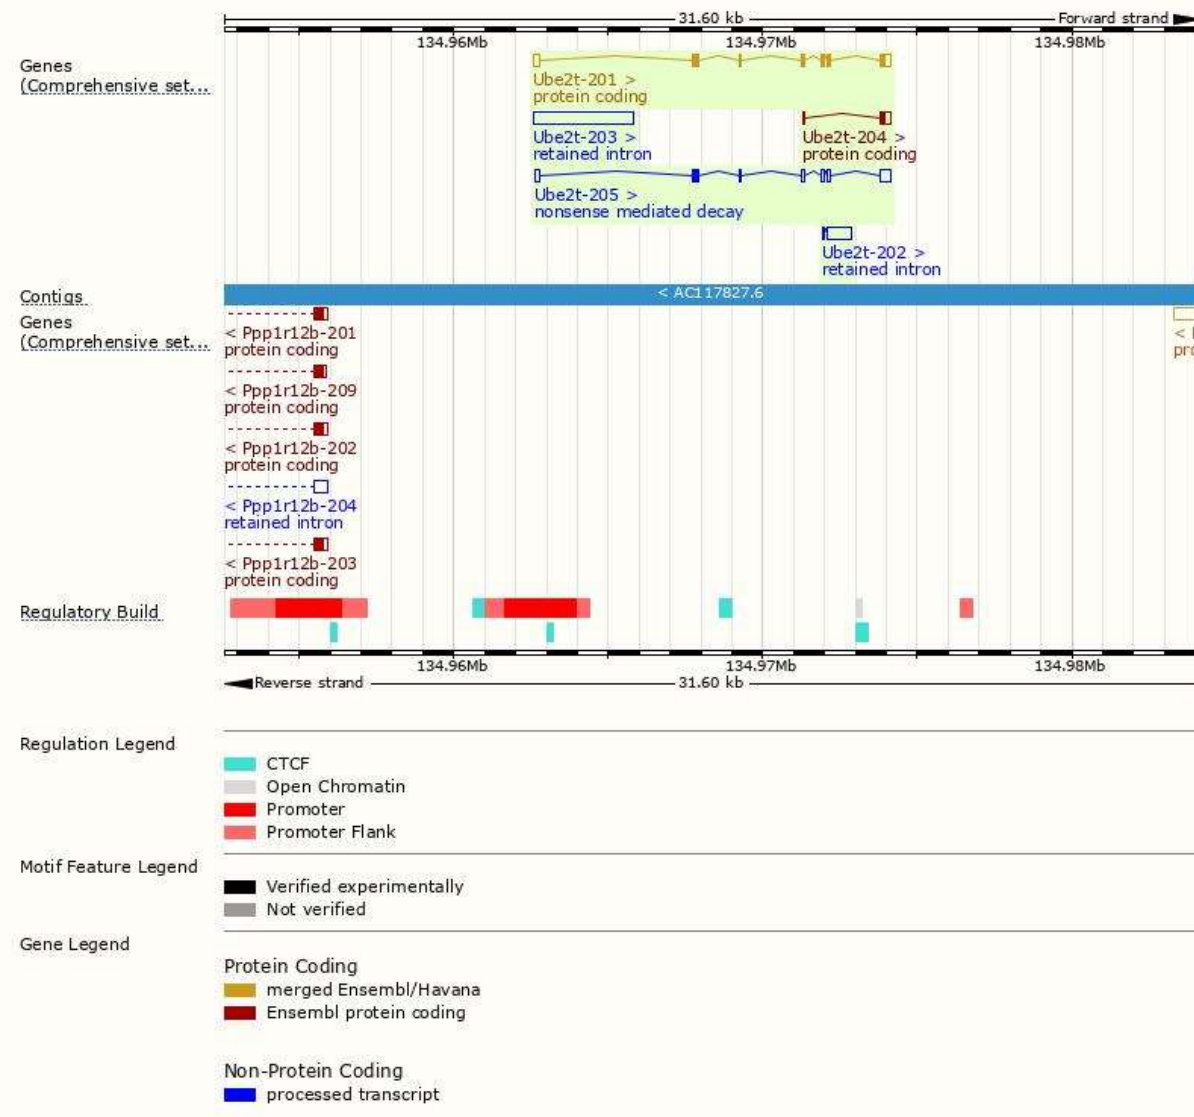 31.60 kb
Forward strand
134.96Mb 134.97Mb 134.98Mb
Genes
(Comprehensive set...
Ube2t-201 >
protein coding
Ube2t-203 >
retained intron
Ube2t-204 >
protein coding
Ube2t-205 >
nonsense mediated decay
Ube2t-202 >
retained intron
Contigs
< AC117827.6
Genes
(Comprehensive set...
< Ppp1r12b-201
protein coding
<
pro
< Ppp1r12b-209
protein coding
< Ppp1r12b-202
protein coding
< Ppp1r12b-204
retained intron
< Ppp1r12b-203
protein coding
Regulatory Build
134.96Mb 134.97Mb 134.98Mb
Reverse strand
31.60 kb
Regulation Legend
CTCF
Open Chromatin
Promoter
Promoter Flank
Motif Feature Legend
Verified experimentally
Not verified
Gene Legend
Protein Coding
merged Ensembl/Havana
Ensembl protein coding
Non-Protein Coding
processed transcript